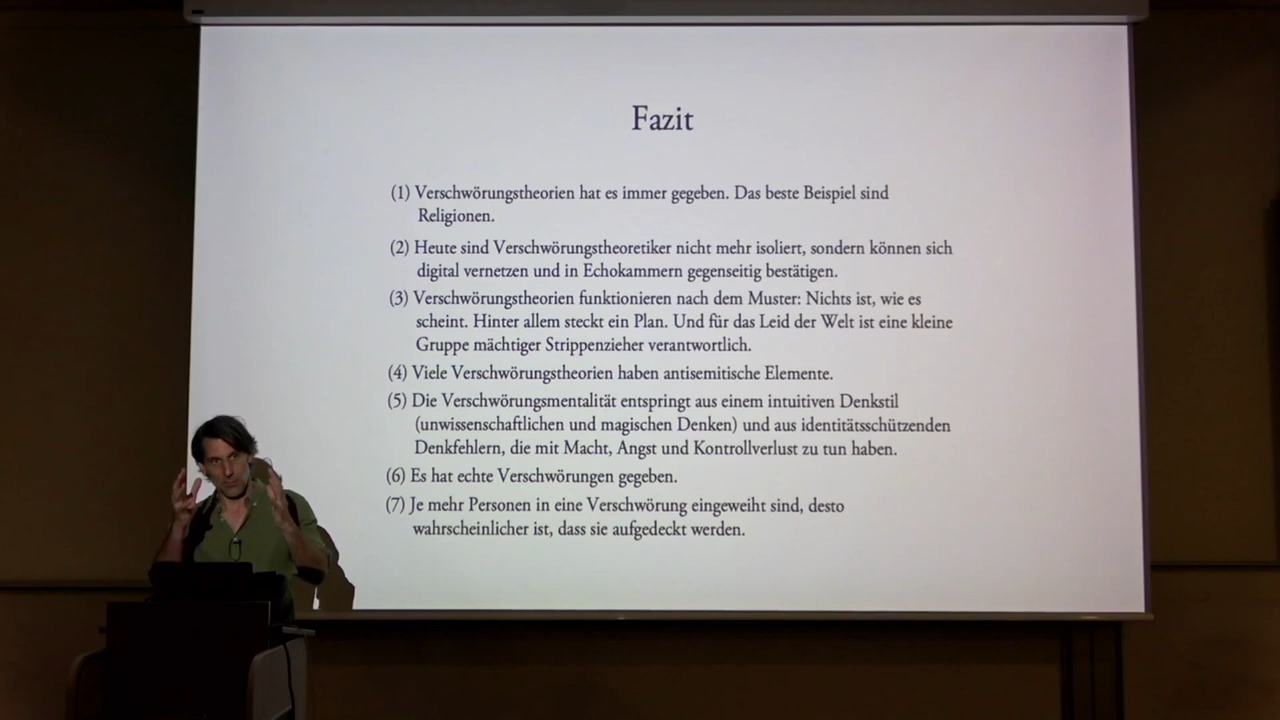 Fazit
(1) Verschwörungstheorien hat es immer gegeben. Das beste Beispiel sind
Religionen.
(2) Heute sind Verschwörungstheoretiker nicht mehr isoliert, sondern können sich
digital vernetzen und in Echokammern gegenseitig bestätigen.
(3) Verschwörungstheorien funktionieren nach dem Muster: Nichts ist, wie es
scheint. Hinter allem steckt ein Plan. Und für das Leid der Welt ist eine kleine
Gruppe mächtiger Strippenzieher verantwortlich.
(4) Viele Verschwörungstheorien haben antisemitische Elemente.
(5) Die Verschwörungsmentalität entspringt aus einem intuitiven Denkstil
(unwissenschaftlichen und magischen Denken) und aus identitätsschützenden
Denkfehlern, die mit Macht, Angst und Kontrollverlust zu tun haben.
(6) Es hat echte Verschwörungen gegeben.
(7) Je mehr Personen in eine Verschwörung eingeweiht sind, desto
wahrscheinlicher ist, dass sie aufgedeckt werden.